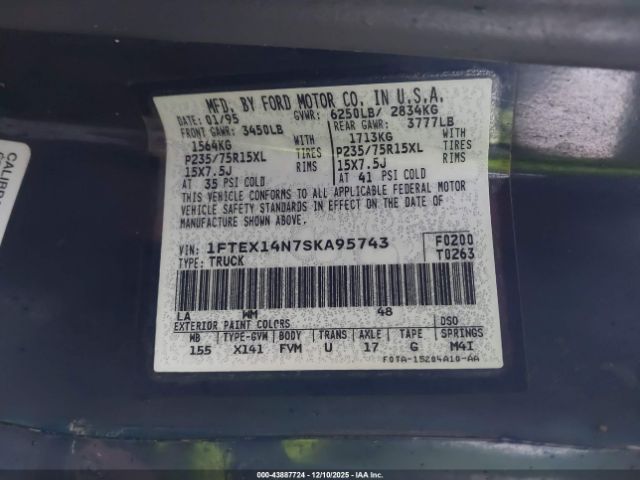 MFD. BY FORD MOTOR CO. IN U.S.A.
DATE: 01/95 GVWR: 6250LB/ 2834KG
FRONT GAWR: 3450LB REAR GAWR: 3777LB
1564KG WITH 1713KG WITH
P235/75R15XL TIRES P235/75R15XL TIRES
15X7.5J RIMS 15X7.5J RIMS
AT 35 PSI COLD AT 41 PSI COLD
THIS VEHICLE CONFORMS TO ALL APPLICABLE FEDERAL MOTOR
VEHICLE SAFETY STANDARDS IN EFFECT ON THE DATE OF
MANUFACTURE SHOWN ABOVE.
VIN: 1FTEX14N7SKA95743 F0200
TYPE: TRUCK T0263
LA WM 48
EXTERIOR PAINT COLORS DSO
WB TYPE-GVW BODY TRANS AXLE TAPE SPRINGS
155 X141 FVM U 17 G M4I
F0TA-15204A10-AA
000-43887724 - 12/10/2025 - IAAI.COM